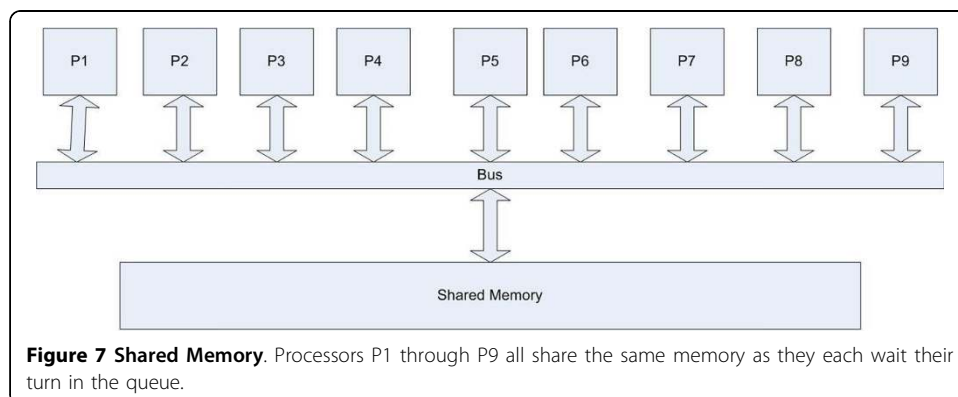 P1 P2 P3 P4 P5 P6 P7 P8 P9
Bus
Shared Memory
Figure 7 Shared Memory. Processors P1 through P9 all share the same memory as they each wait their
turn in the queue.